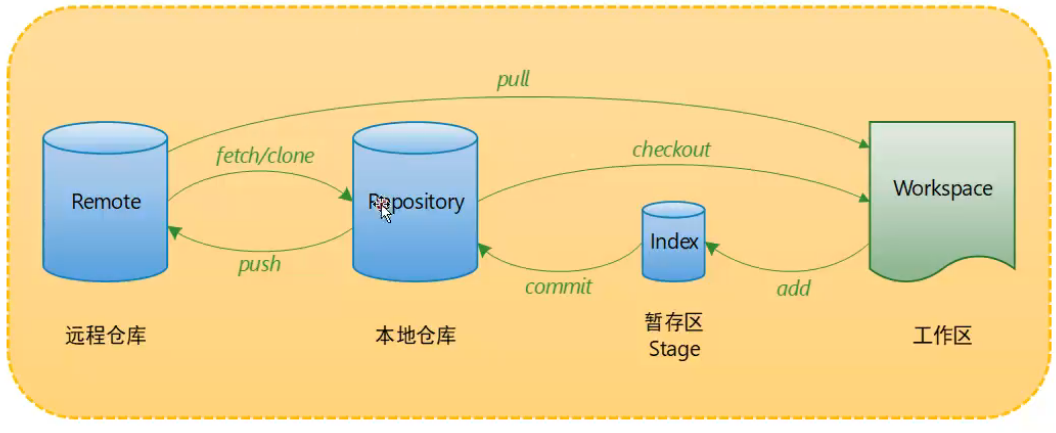 pull
fetch/clone
checkout
Remote
Repository
Workspace
Index
push
commit
add
远程仓库
本地仓库
暂存区
Stage
工作区